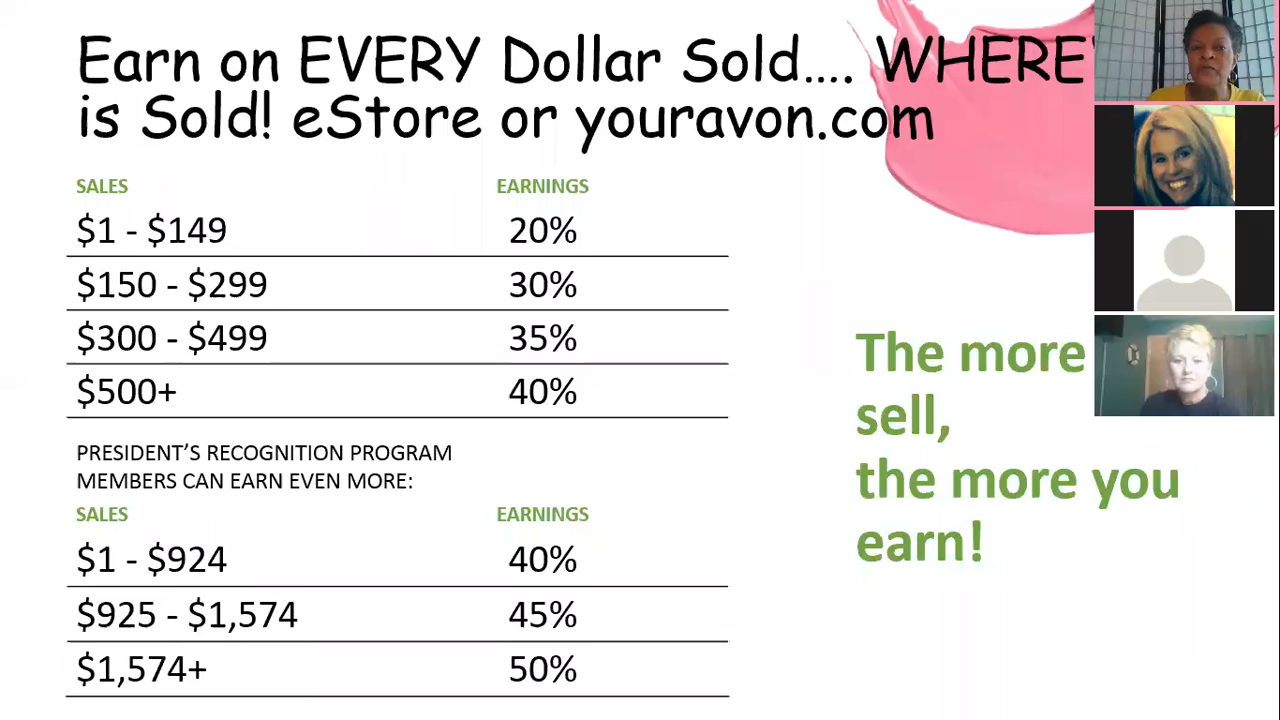 Earn on EVERY Dollar Sold.... WHERE
is Sold! eStore or youravon.com
SALES EARNINGS
$1 - $149 20%
$150 - $299 30%
$300 - $499 35%
$500+ 40%
PRESIDENT’S RECOGNITION PROGRAM
MEMBERS CAN EARN EVEN MORE:
SALES EARNINGS
$1 - $924 40%
$925 - $1,574 45%
$1,574+ 50%
The more
sell,
the more you
earn!